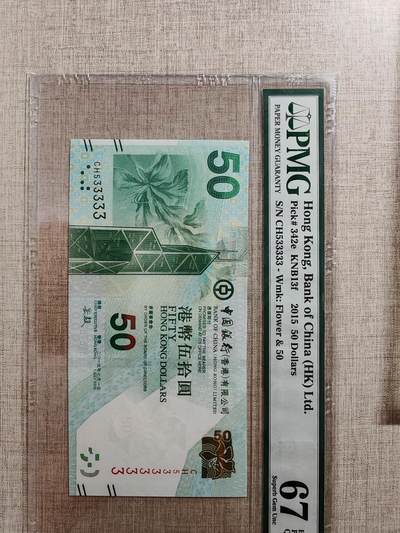 PMG
PAPER MONEY GUARANTY
Hong Kong, Bank of China (HK) Ltd.
Pick# 342e KNB13f 2015 50 Dollars
S/N CH533333 - Wmk: Flower & 50
67
Superb Gem Unc
50
CH533333
中國銀行(香港)有限公司
BANK OF CHINA (HONG KONG) LIMITED
港幣伍拾圓
FIFTY
HONG KONG DOLLARS
50
50